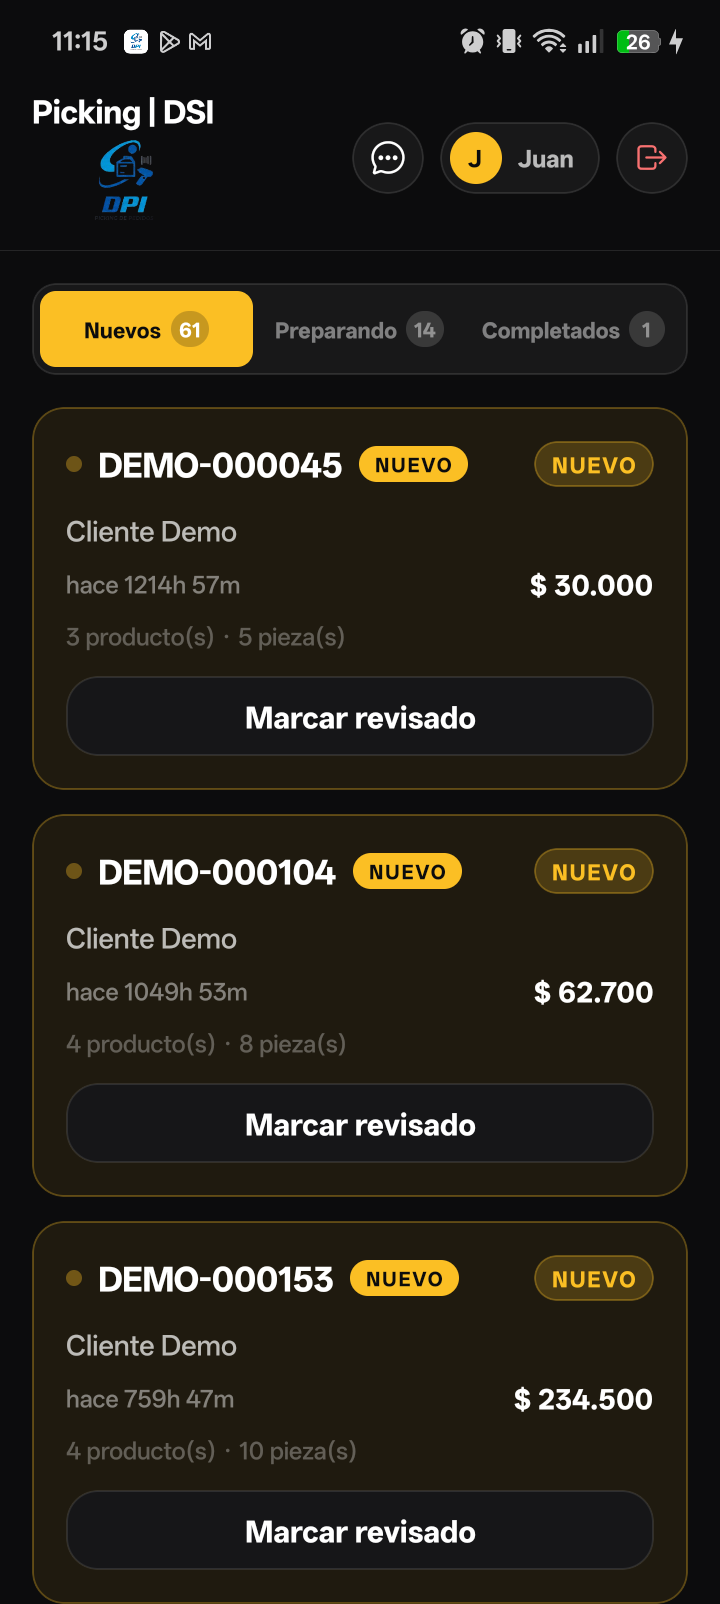 11:15
26
Picking | DSI
DPI
J Juan
Nuevos 61 Preparando 14 Completados 1
DEMO-000045 NUEVO NUEVO
Cliente Demo
hace 1214h 57m $ 30.000
3 producto(s) · 5 pieza(s)
Marcar revisado
DEMO-000104 NUEVO NUEVO
Cliente Demo
hace 1049h 53m $ 62.700
4 producto(s) · 8 pieza(s)
Marcar revisado
DEMO-000153 NUEVO NUEVO
Cliente Demo
hace 759h 47m $ 234.500
4 producto(s) · 10 pieza(s)
Marcar revisado